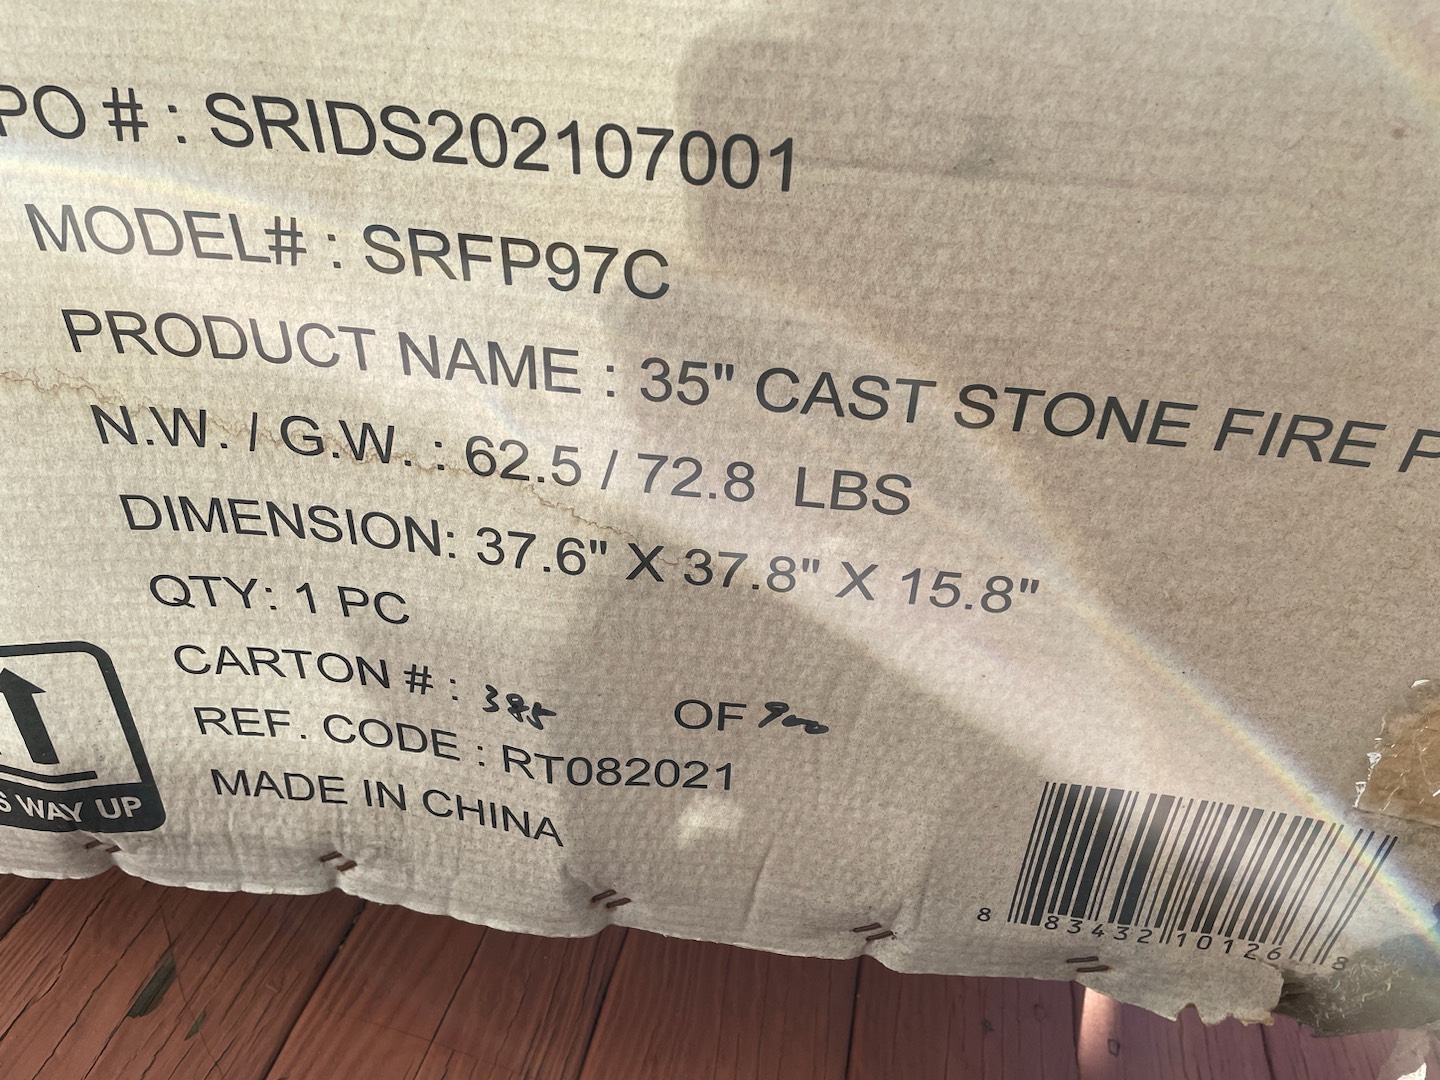 PO # : SRIDS202107001
MODEL# : SRFP97C
PRODUCT NAME : 35" CAST STONE FIRE P
N.W. / G.W. : 62.5 / 72.8 LBS
DIMENSION: 37.6" X 37.8" X 15.8"
QTY: 1 PC
CARTON # : 385 OF 900
REF. CODE : RT082021
MADE IN CHINA
S WAY UP
8 83432 10126 8